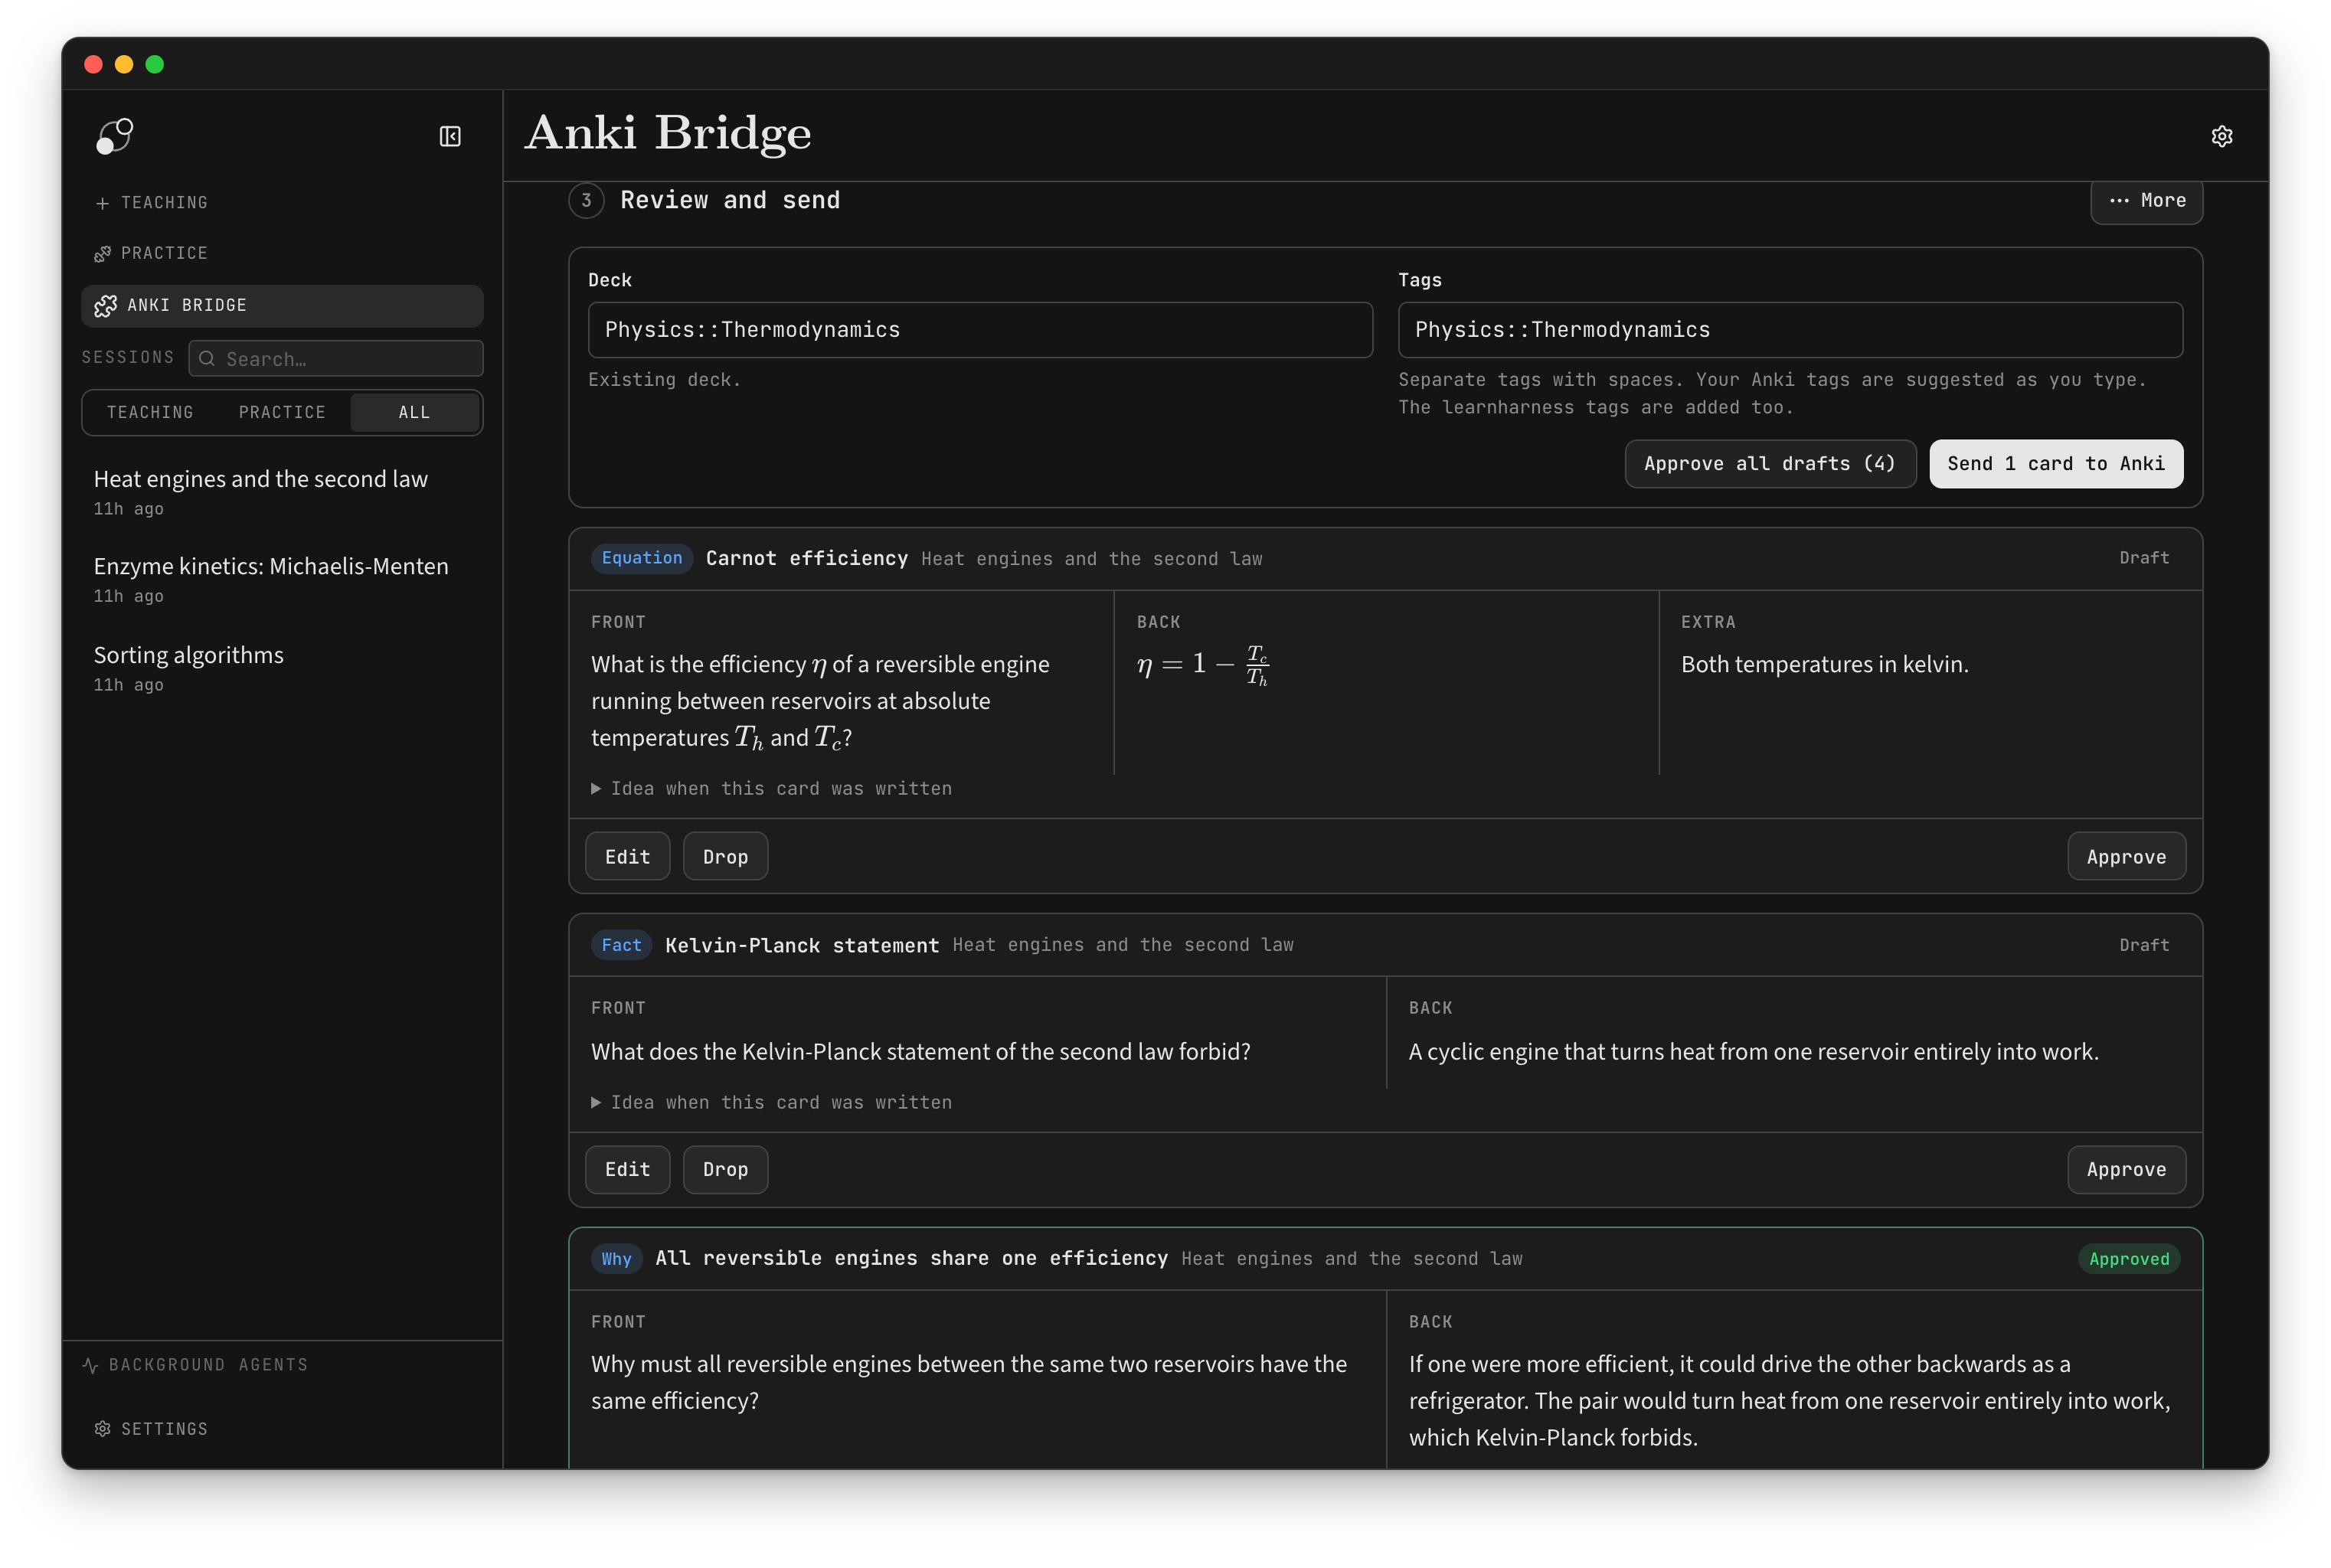 Anki Bridge
+ TEACHING
PRACTICE
ANKI BRIDGE
SESSIONS
Search…
TEACHING PRACTICE ALL
Heat engines and the second law
11h ago
Enzyme kinetics: Michaelis-Menten
11h ago
Sorting algorithms
11h ago
BACKGROUND AGENTS
SETTINGS
3 Review and send
··· More
Deck
Physics::Thermodynamics
Existing deck.
Tags
Physics::Thermodynamics
Separate tags with spaces. Your Anki tags are suggested as you type.
The learnharness tags are added too.
Approve all drafts (4) Send 1 card to Anki
Equation Carnot efficiency Heat engines and the second law Draft
FRONT
What is the efficiency η of a reversible engine
running between reservoirs at absolute
temperatures T_h and T_c?
BACK
η = 1 − T_c/T_h
EXTRA
Both temperatures in kelvin.
▶ Idea when this card was written
Edit Drop Approve
Fact Kelvin-Planck statement Heat engines and the second law Draft
FRONT
What does the Kelvin-Planck statement of the second law forbid?
BACK
A cyclic engine that turns heat from one reservoir entirely into work.
▶ Idea when this card was written
Edit Drop Approve
Why All reversible engines share one efficiency Heat engines and the second law Approved
FRONT
Why must all reversible engines between the same two reservoirs have the
same efficiency?
BACK
If one were more efficient, it could drive the other backwards as a
refrigerator. The pair would turn heat from one reservoir entirely into work,
which Kelvin-Planck forbids.